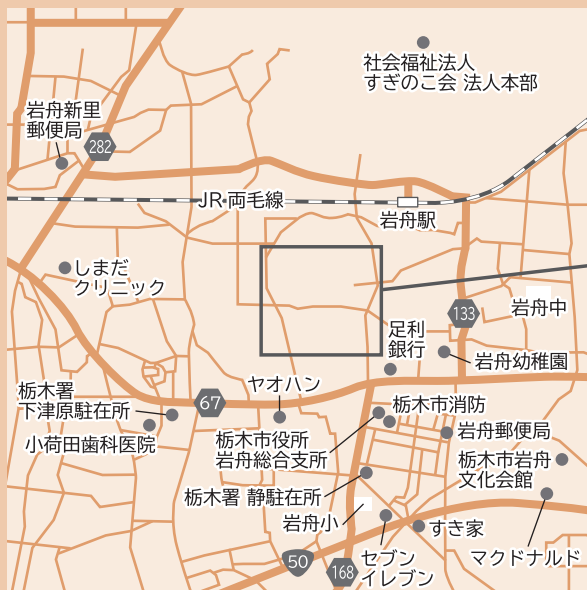 社会福祉法人
すぎのこ会 法人本部
岩舟新里
郵便局
282
JR両毛線
岩舟駅
しまだ
クリニック
133
岩舟中
足利
銀行
岩舟幼稚園
ヤオハン
67
栃木署
下津原駐在所
小荷田歯科医院
栃木市消防
栃木市役所
岩舟総合支所
岩舟郵便局
栃木市岩舟
文化会館
栃木署 静駐在所
岩舟小
すき家
マクドナルド
セブン
イレブン
50
168